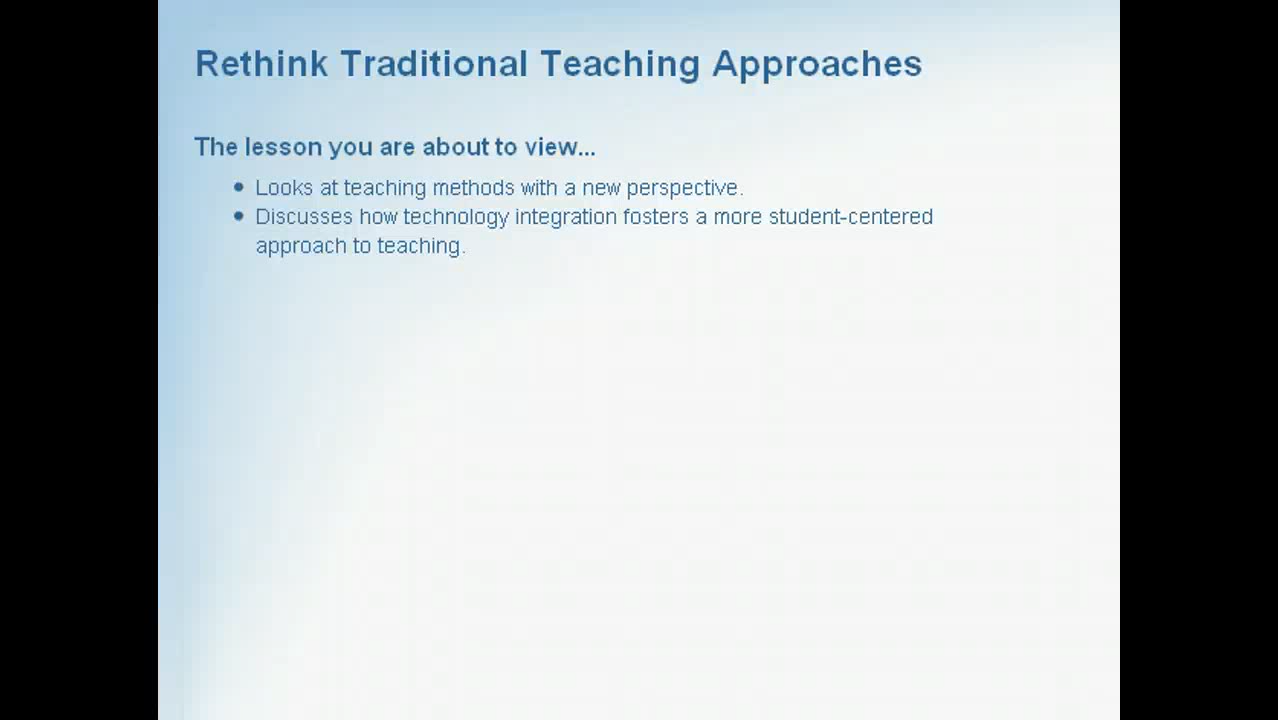 Rethink Traditional Teaching Approaches
The lesson you are about to view...
• Looks at teaching methods with a new perspective.
• Discusses how technology integration fosters a more student-centered
approach to teaching.